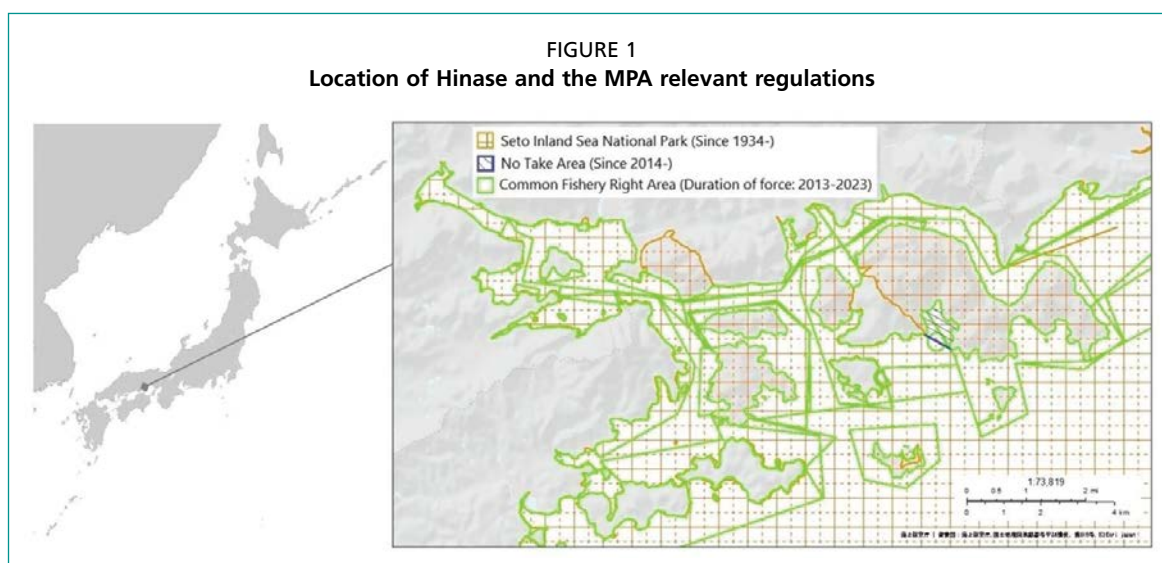 FIGURE 1
Location of Hinase and the MPA relevant regulations
Seto Inland Sea National Park (Since 1934-)
No Take Area (Since 2014-)
Common Fishery Right Area (Duration of force: 2013-2023)
1:73,819
0 0.5 1 2 mi
0 1 2 4 km